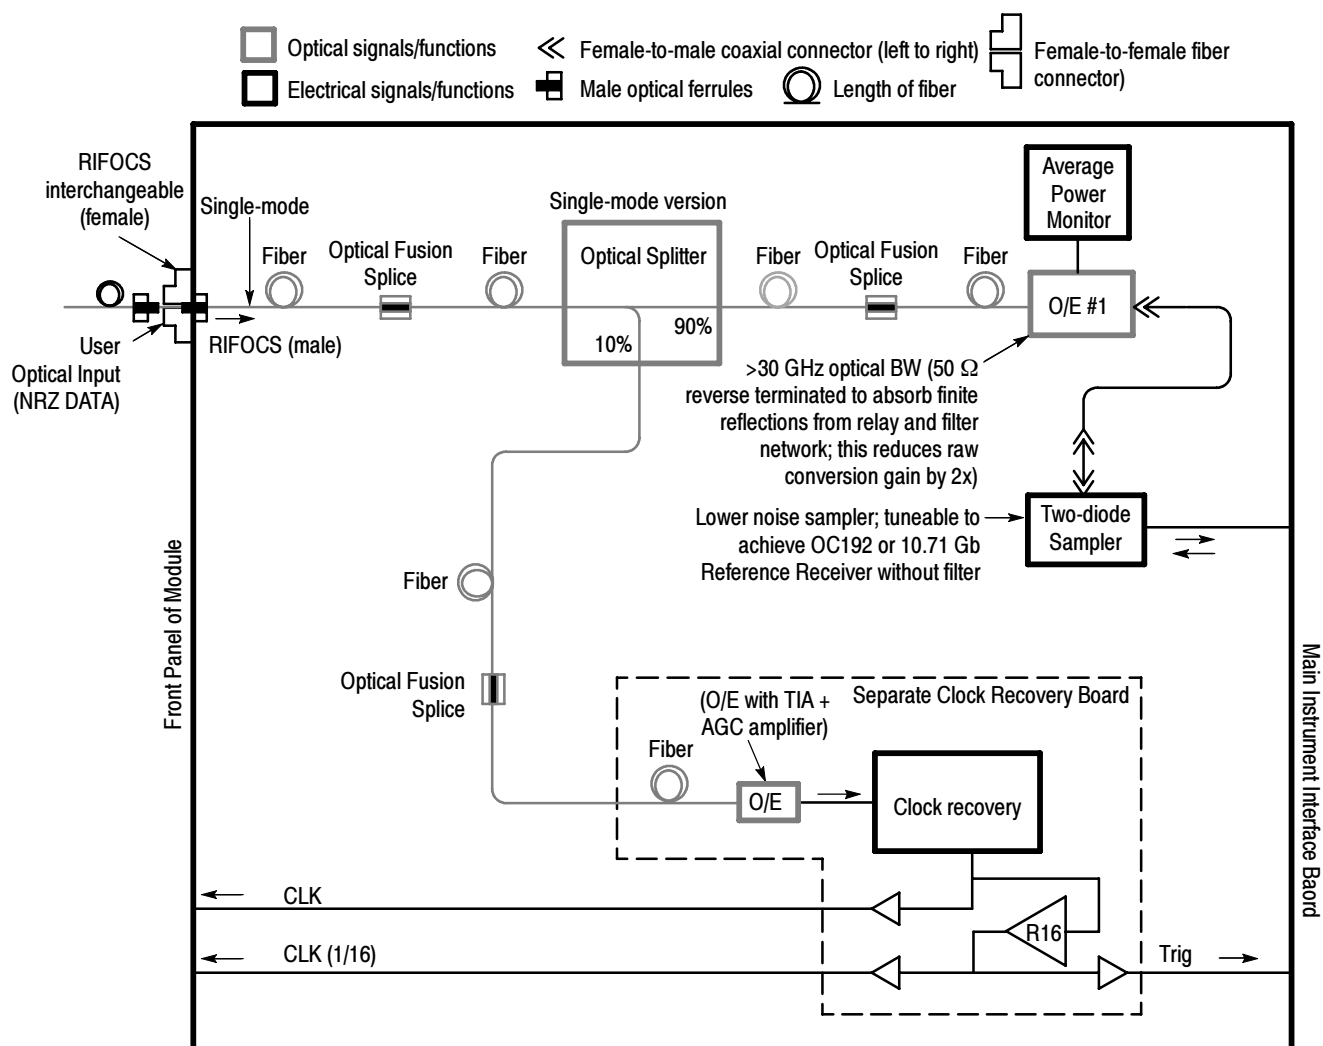 Optical signals/functions
Female-to-male coaxial connector (left to right)
Female-to-female fiber
connector)
Electrical signals/functions
Male optical ferrules
Length of fiber
RIFOCS
interchangeable
(female)
Single-mode
Fiber
Optical Fusion
Splice
Fiber
Single-mode version
Optical Splitter
90%
10%
Fiber
Optical Fusion
Splice
Fiber
Average
Power
Monitor
O/E #1
User
Optical Input
(NRZ DATA)
RIFOCS (male)
>30 GHz optical BW (50 Ω
reverse terminated to absorb finite
reflections from relay and filter
network; this reduces raw
conversion gain by 2x)
Lower noise sampler; tuneable to
achieve OC192 or 10.71 Gb
Reference Receiver without filter
Two-diode
Sampler
Front Panel of Module
Main Instrument Interface Baord
Fiber
Optical Fusion
Splice
Separate Clock Recovery Board
(O/E with TIA +
AGC amplifier)
Fiber
O/E
Clock recovery
CLK
R16
CLK (1/16)
Trig